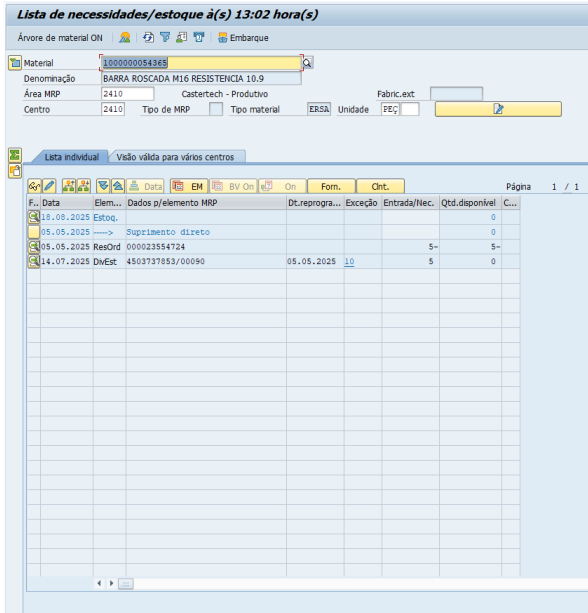 Lista de necessidades/estoque à(s) 13:02 hora(s)
Árvore de material ON Embarque
Material 1000000054365
Denominação BARRA ROSCADA M16 RESISTENCIA 10.9
Área MRP 2410 Castertech - Produtivo Fabric.ext
Centro 2410 Tipo de MRP Tipo material ERSA Unidade PEÇ
Lista individual Visão válida para vários centros
Data EM BV On On Forn. Clnt. Página 1 / 1
F.. Data Elem... Dados p/elemento MRP Dt.reprogra... Exceção Entrada/Nec. Qtd.disponível C...
18.08.2025 Estoq. 0
05.05.2025 -----> Suprimento direto 0
05.05.2025 ResOrd 000023554724 5- 5-
14.07.2025 DivEst 4503737853/00090 05.05.2025 10 5 0